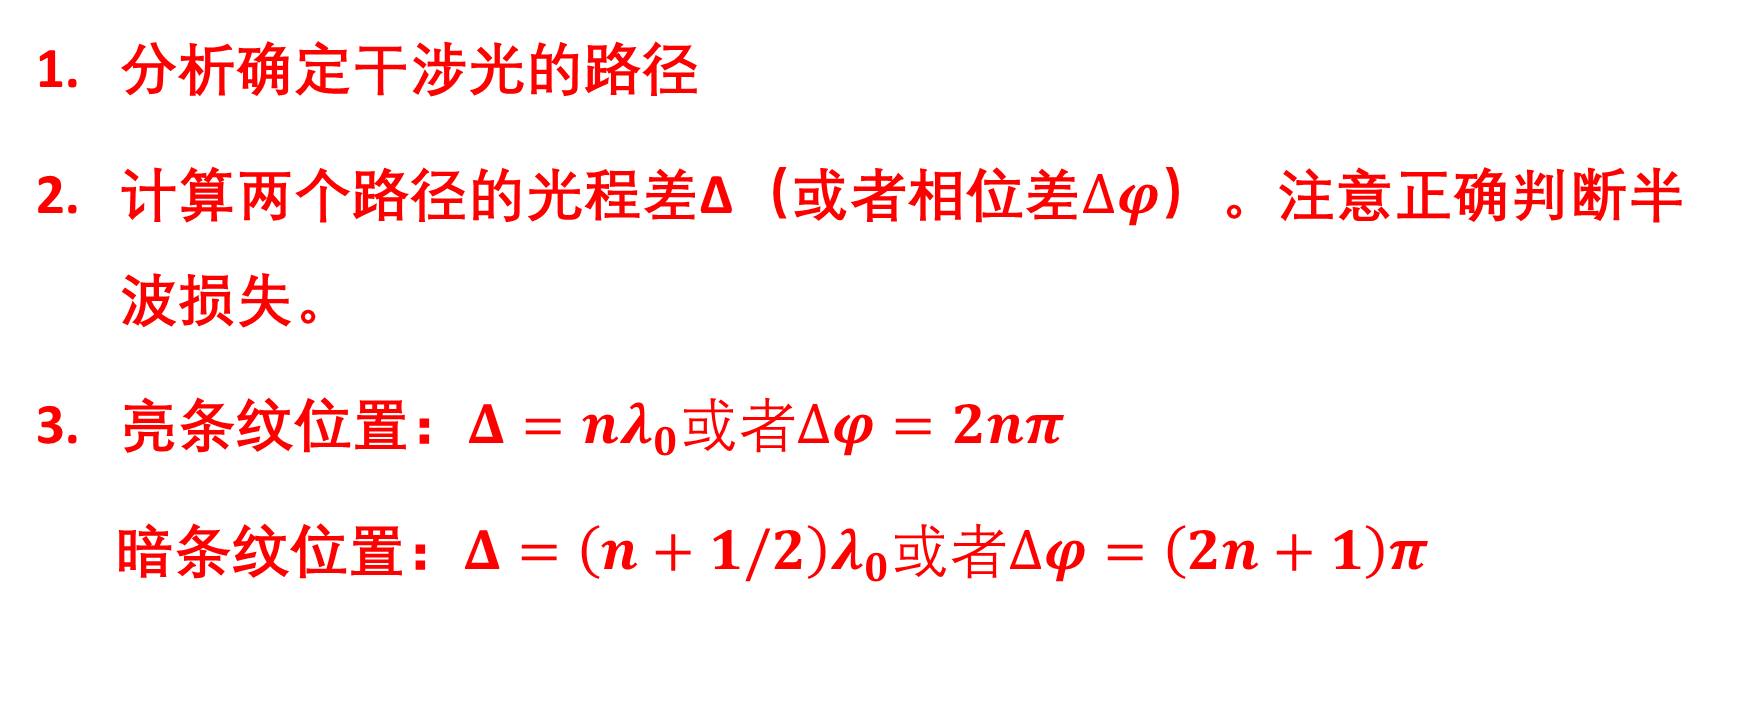 1. 分析确定干涉光的路径
2. 计算两个路径的光程差Δ（或者相位差Δφ）。注意正确判断半
波损失。
3. 亮条纹位置：Δ = nλ₀或者Δφ = 2nπ
暗条纹位置：Δ = (n + 1/2)λ₀或者Δφ = (2n + 1)π